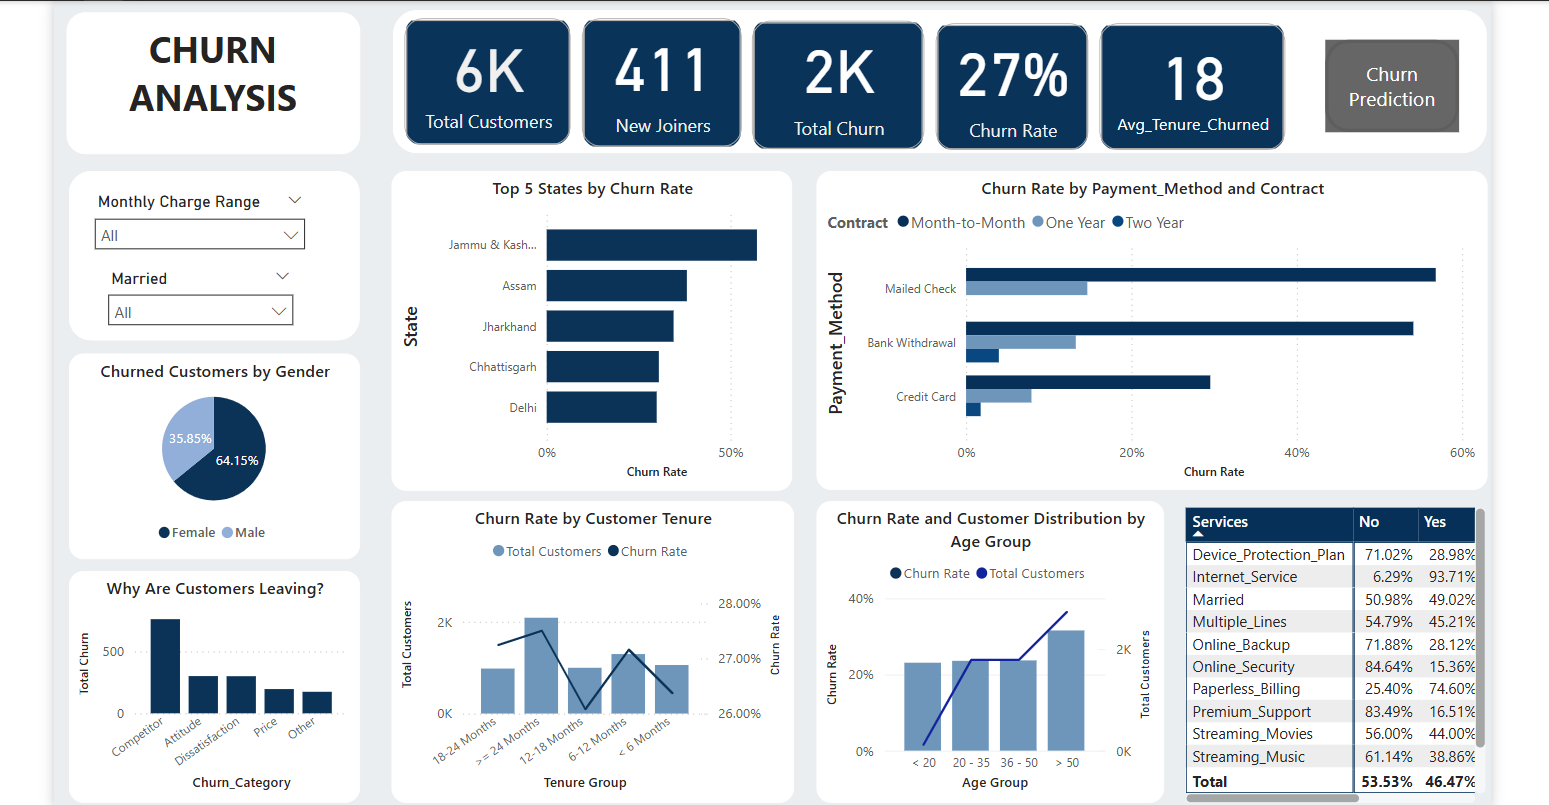 CHURN
ANALYSIS
6K
Total Customers
411
New Joiners
2K
Total Churn
27%
Churn Rate
18
Avg_Tenure_Churned
Churn
Prediction
Monthly Charge Range
All
Married
All
Top 5 States by Churn Rate
State
Jammu & Kash...
Assam
Jharkhand
Chhattisgarh
Delhi
0% 50%
Churn Rate
Churn Rate by Payment_Method and Contract
Contract Month-to-Month One Year Two Year
Payment_Method
Mailed Check
Bank Withdrawal
Credit Card
0% 20% 40% 60%
Churn Rate
Churned Customers by Gender
35.85%
64.15%
Female Male
Why Are Customers Leaving?
Total Churn
500
0
Competitor
Attitude
Dissatisfaction
Price
Other
Churn_Category
Churn Rate by Customer Tenure
Total Customers Churn Rate
Total Customers
2K
0K
28.00%
27.00%
26.00%
Churn Rate
18-24 Months
>= 24 Months
12-18 Months
6-12 Months
< 6 Months
Tenure Group
Churn Rate and Customer Distribution by
Age Group
Churn Rate Total Customers
Churn Rate
40%
20%
0%
2K
0K
Total Customers
< 20 20 - 35 36 - 50 > 50
Age Group
Services No Yes
Device_Protection_Plan 71.02% 28.98%
Internet_Service 6.29% 93.71%
Married 50.98% 49.02%
Multiple_Lines 54.79% 45.21%
Online_Backup 71.88% 28.12%
Online_Security 84.64% 15.36%
Paperless_Billing 25.40% 74.60%
Premium_Support 83.49% 16.51%
Streaming_Movies 56.00% 44.00%
Streaming_Music 61.14% 38.86%
Total 53.53% 46.47%